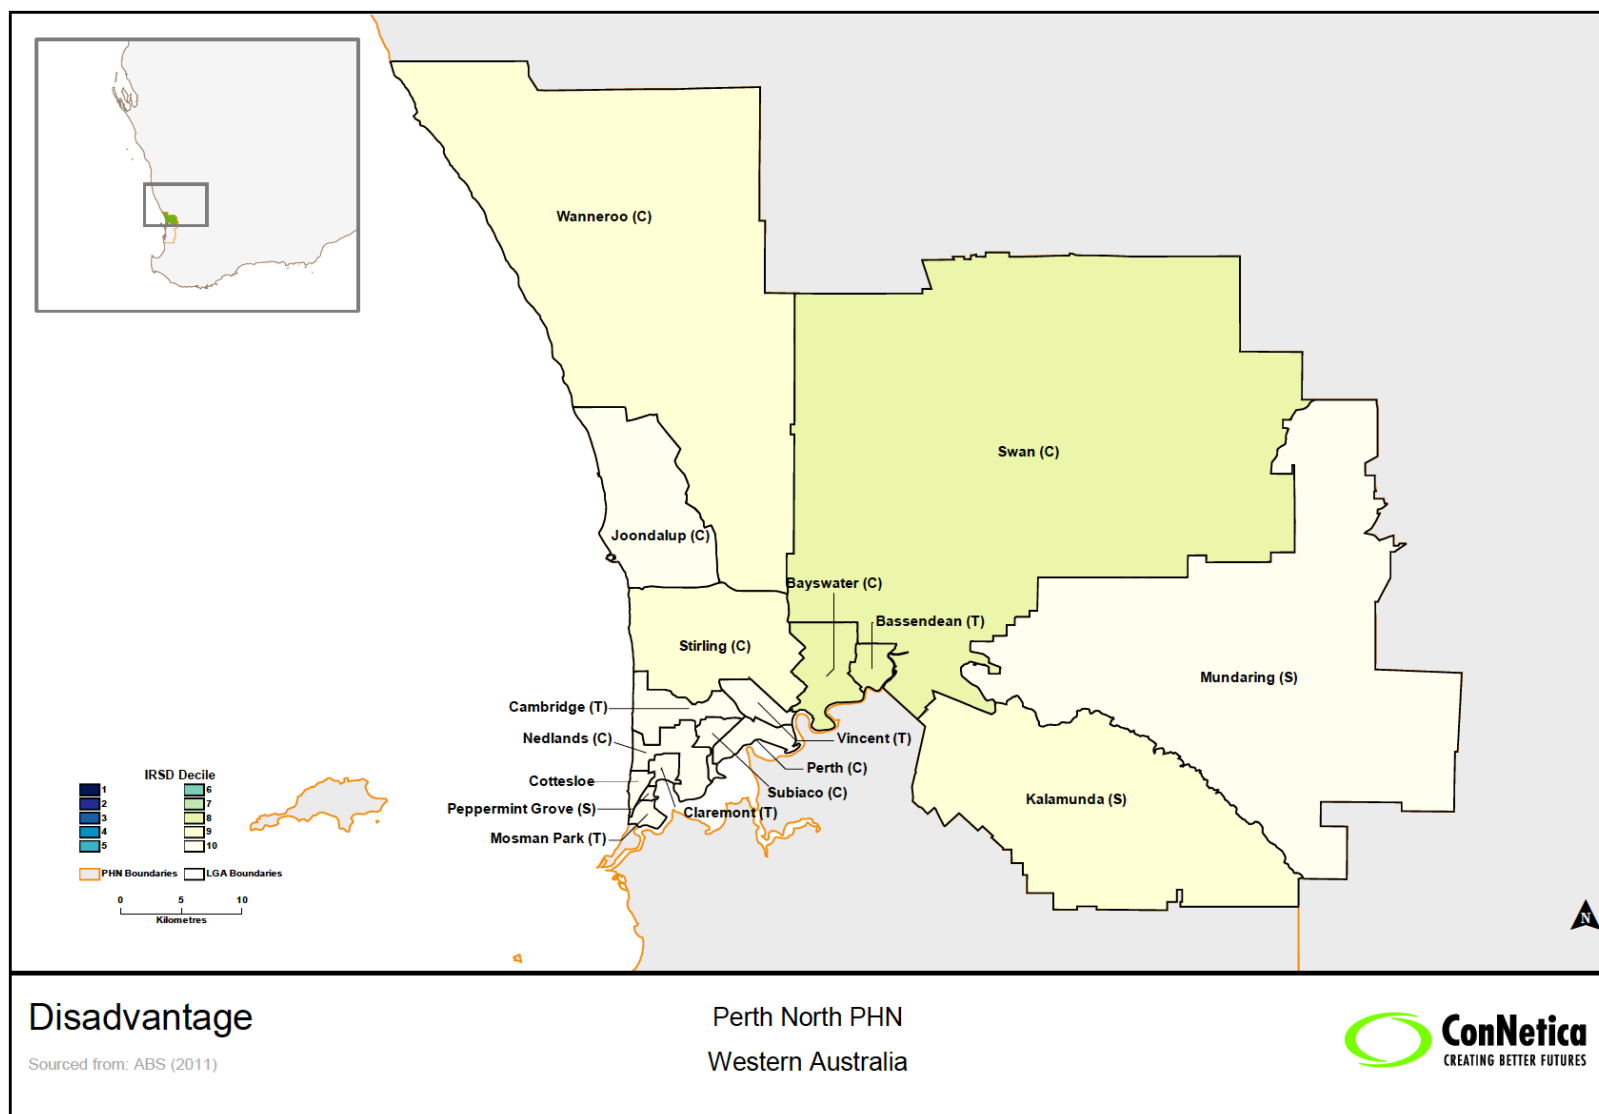 Wanneroo (C)
Swan (C)
Joondalup (C)
Bayswater (C)
Bassendean (T)
Stirling (C)
Mundaring (S)
Cambridge (T)
Nedlands (C)
Vincent (T)
Perth (C)
Cottesloe
Subiaco (C)
Kalamunda (S)
Peppermint Grove (S)
Claremont (T)
Mosman Park (T)
IRSD Decile
1 6
2 7
3 8
4 9
5 10
PHN Boundaries LGA Boundaries
0 5 10
Kilometres
N
Disadvantage
Sourced from: ABS (2011)
Perth North PHN
Western Australia
ConNetica
CREATING BETTER FUTURES